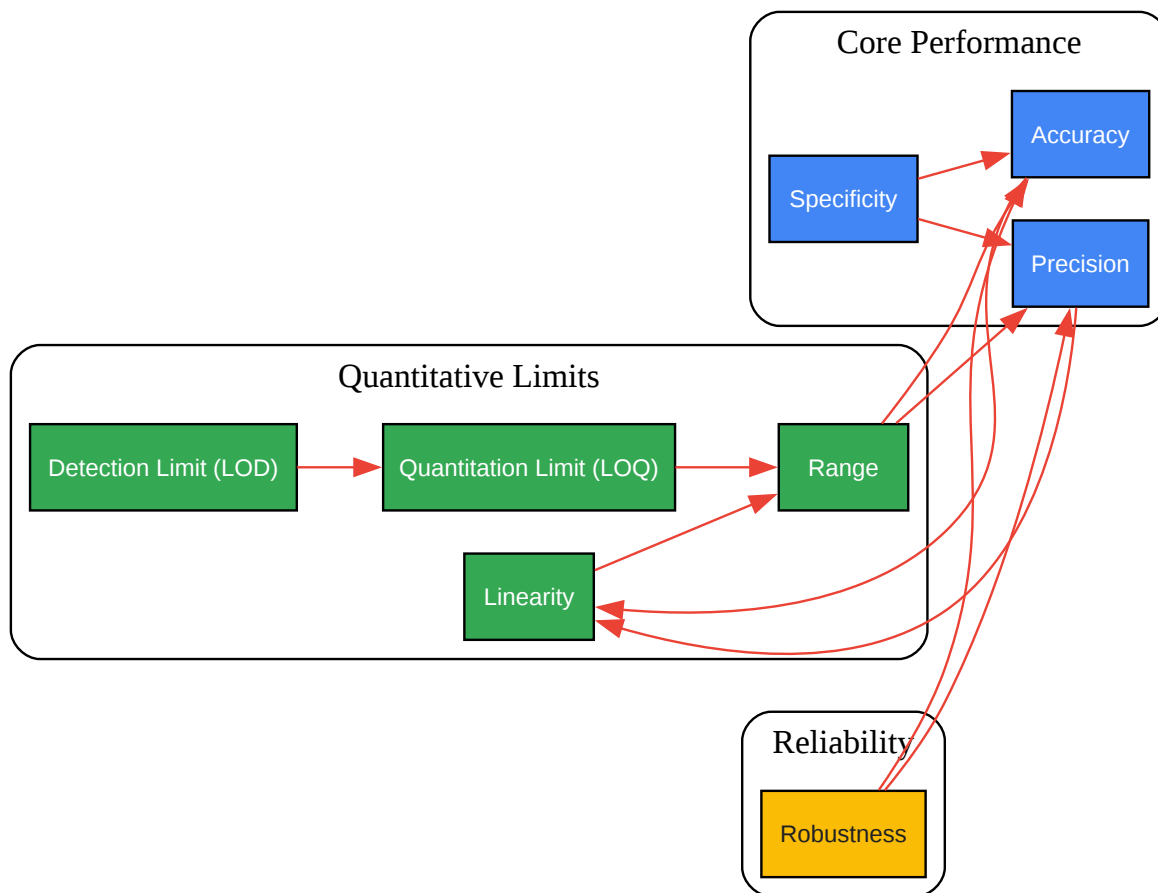 Core Performance
Accuracy
Specificity
Precision
Quantitative Limits
Detection Limit (LOD)
Quantitation Limit (LOQ)
Range
Linearity
Reliability
Robustness